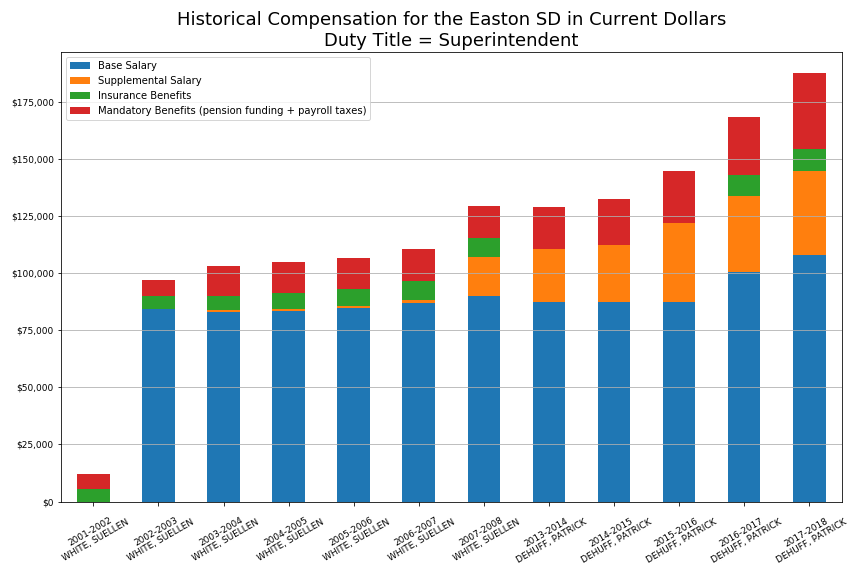 Historical Compensation for the Easton SD in Current Dollars
Duty Title = Superintendent
Base Salary
Supplemental Salary
Insurance Benefits
Mandatory Benefits (pension funding + payroll taxes)
$175,000
$150,000
$125,000
$100,000
$75,000
$50,000
$25,000
$0
2001-2002
WHITE, SUELLEN
2002-2003
WHITE, SUELLEN
2003-2004
WHITE, SUELLEN
2004-2005
WHITE, SUELLEN
2005-2006
WHITE, SUELLEN
2006-2007
WHITE, SUELLEN
2007-2008
WHITE, SUELLEN
2013-2014
DEHUFF, PATRICK
2014-2015
DEHUFF, PATRICK
2015-2016
DEHUFF, PATRICK
2016-2017
DEHUFF, PATRICK
2017-2018
DEHUFF, PATRICK